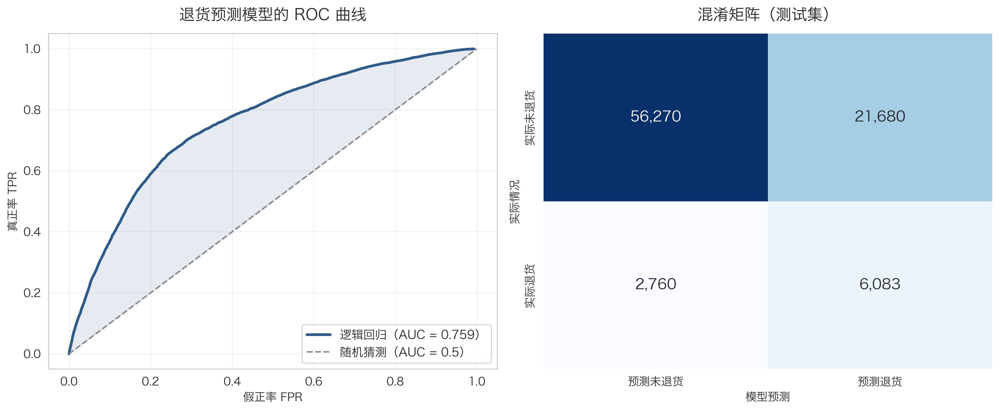 退货预测模型的 ROC 曲线
1.0
0.8
0.6
0.4
0.2
0.0
真正率 TPR
0.0
0.2
0.4
0.6
0.8
1.0
假正率 FPR
逻辑回归（AUC = 0.759）
随机猜测（AUC = 0.5）
混淆矩阵（测试集）
实际情况
实际未退货
56,270
21,680
实际退货
2,760
6,083
预测未退货
预测退货
模型预测